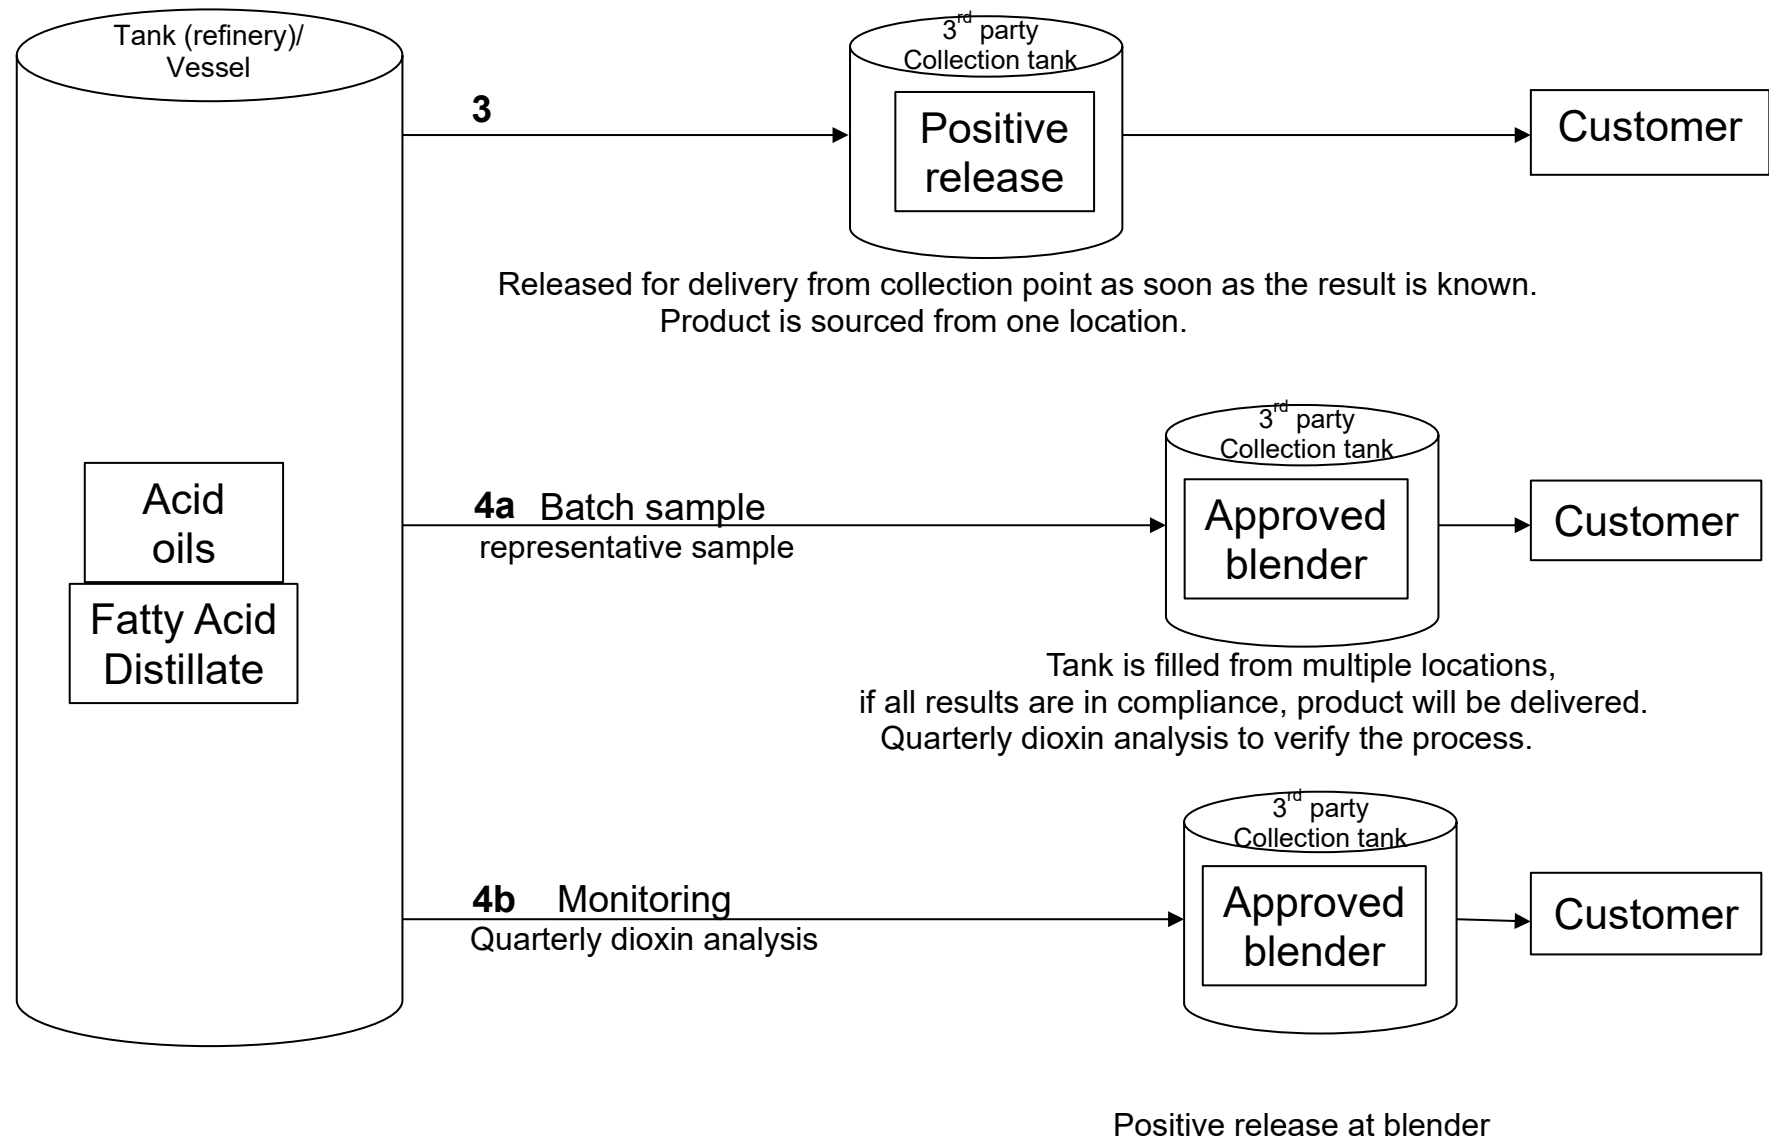 Tank (refinery)/
Vessel
3rd party
Collection tank
3
Positive
release
Customer
Released for delivery from collection point as soon as the result is known.
Product is sourced from one location.
3rd party
Collection tank
Acid
oils
4a Batch sample
representative sample
Approved
blender
Customer
Fatty Acid
Distillate
Tank is filled from multiple locations,
if all results are in compliance, product will be delivered.
Quarterly dioxin analysis to verify the process.
3rd party
Collection tank
4b Monitoring
Quarterly dioxin analysis
Approved
blender
Customer
Positive release at blender